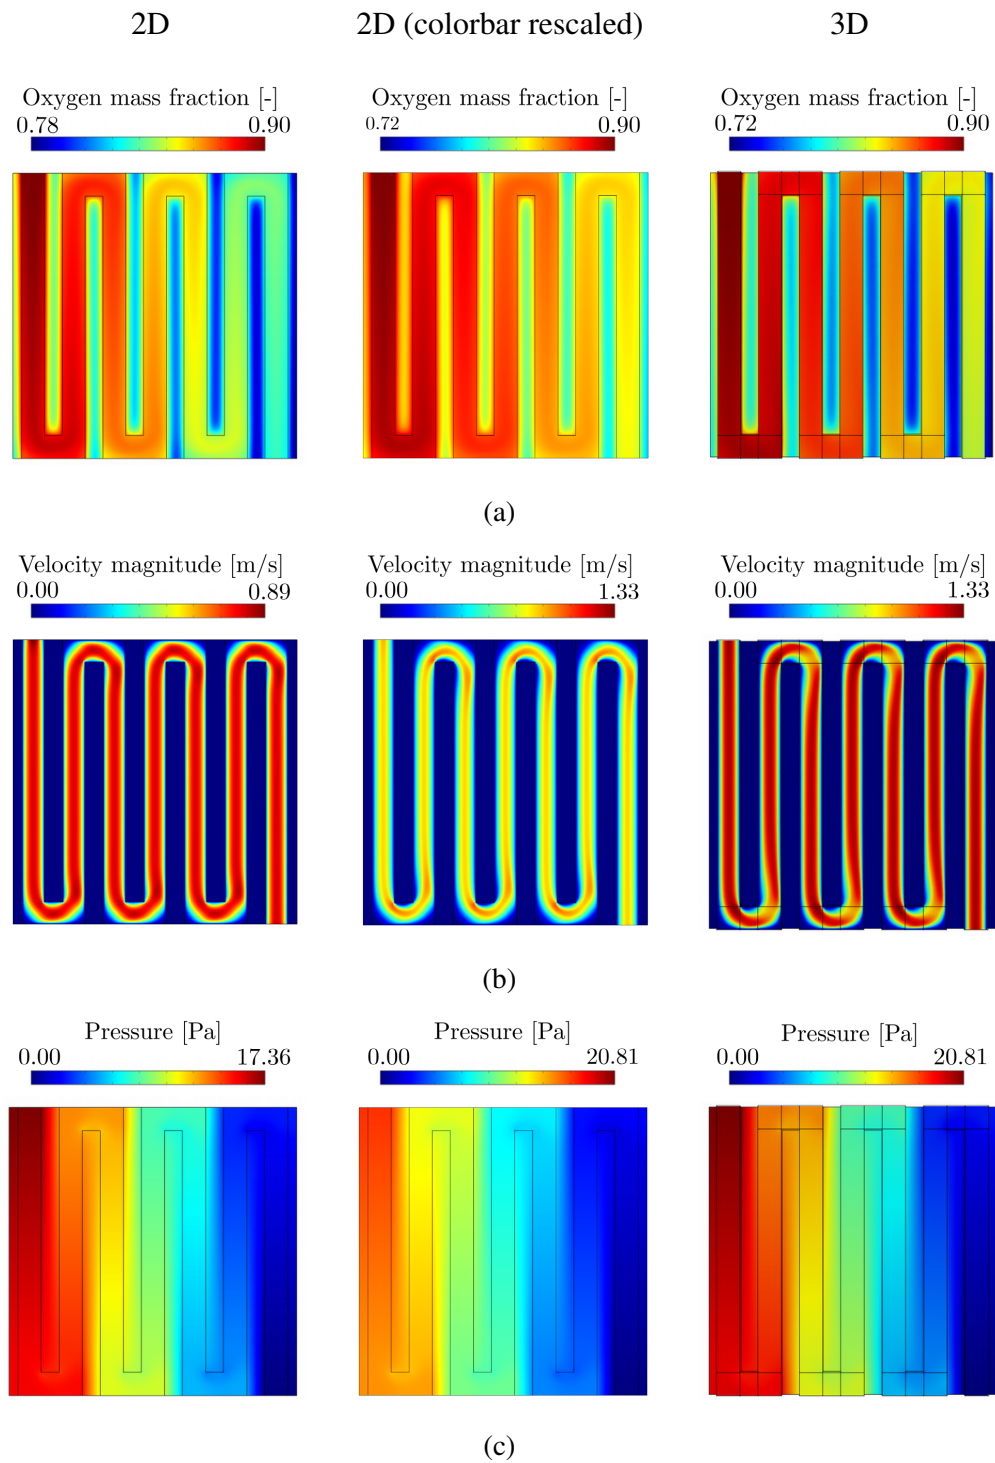 2D 2D (colorbar rescaled) 3D
Oxygen mass fraction [-] Oxygen mass fraction [-] Oxygen mass fraction [-]
0.78 0.90 0.72 0.90 0.72 0.90
(a)
Velocity magnitude [m/s] Velocity magnitude [m/s] Velocity magnitude [m/s]
0.00 0.89 0.00 1.33 0.00 1.33
(b)
Pressure [Pa] Pressure [Pa] Pressure [Pa]
0.00 17.36 0.00 20.81 0.00 20.81
(c)